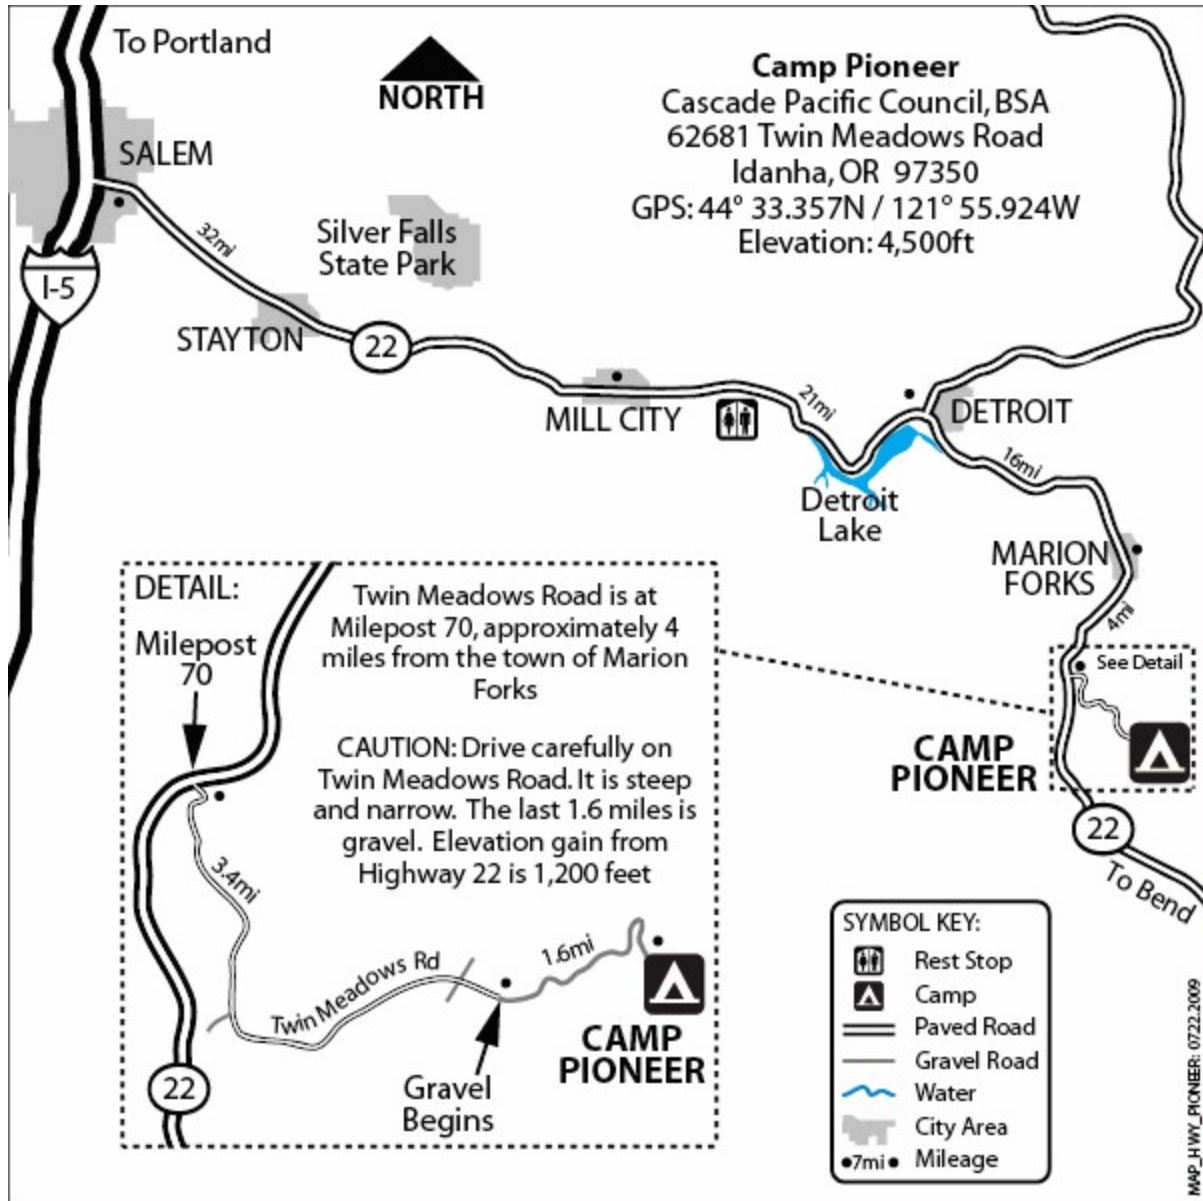 To Portland
NORTH
Camp Pioneer
Cascade Pacific Council, BSA
62681 Twin Meadows Road
Idanha, OR 97350
GPS: 44° 33.357N / 121° 55.924W
Elevation: 4,500ft
SALEM
32mi
I-5
Silver Falls
State Park
STAYTON
22
MILL CITY
21mi
DETROIT
16mi
Detroit
Lake
MARION
FORKS
4mi
See Detail
CAMP
PIONEER
22
To Bend
DETAIL:
Milepost
70
Twin Meadows Road is at
Milepost 70, approximately 4
miles from the town of Marion
Forks
CAUTION: Drive carefully on
Twin Meadows Road. It is steep
and narrow. The last 1.6 miles is
gravel. Elevation gain from
Highway 22 is 1,200 feet
3.4mi
Twin Meadows Rd
1.6mi
CAMP
PIONEER
Gravel
Begins
22
SYMBOL KEY:
Rest Stop
Camp
Paved Road
Gravel Road
Water
City Area
7mi Mileage
MAP_HWY_PIONEER: 07.22.2009